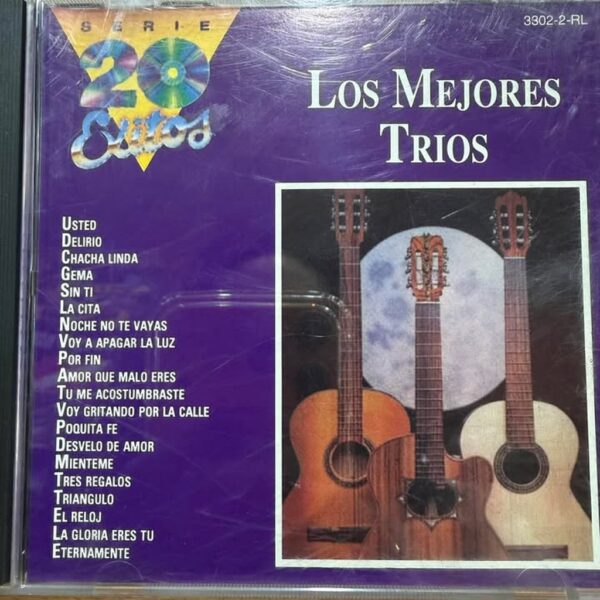 SERIE
20
Exitos
3302-2-RL
LOS MEJORES
TRIOS
USTED
DELIRIO
CHACHA LINDA
GEMA
SIN TI
LA CITA
NOCHE NO TE VAYAS
VOY A APAGAR LA LUZ
POR FIN
AMOR QUE MALO ERES
TU ME ACOSTUMBRASTE
VOY GRITANDO POR LA CALLE
POQUITA FE
DESVELO DE AMOR
MIENTEME
TRES REGALOS
TRIANGULO
EL RELOJ
LA GLORIA ERES TU
ETERNAMENTE